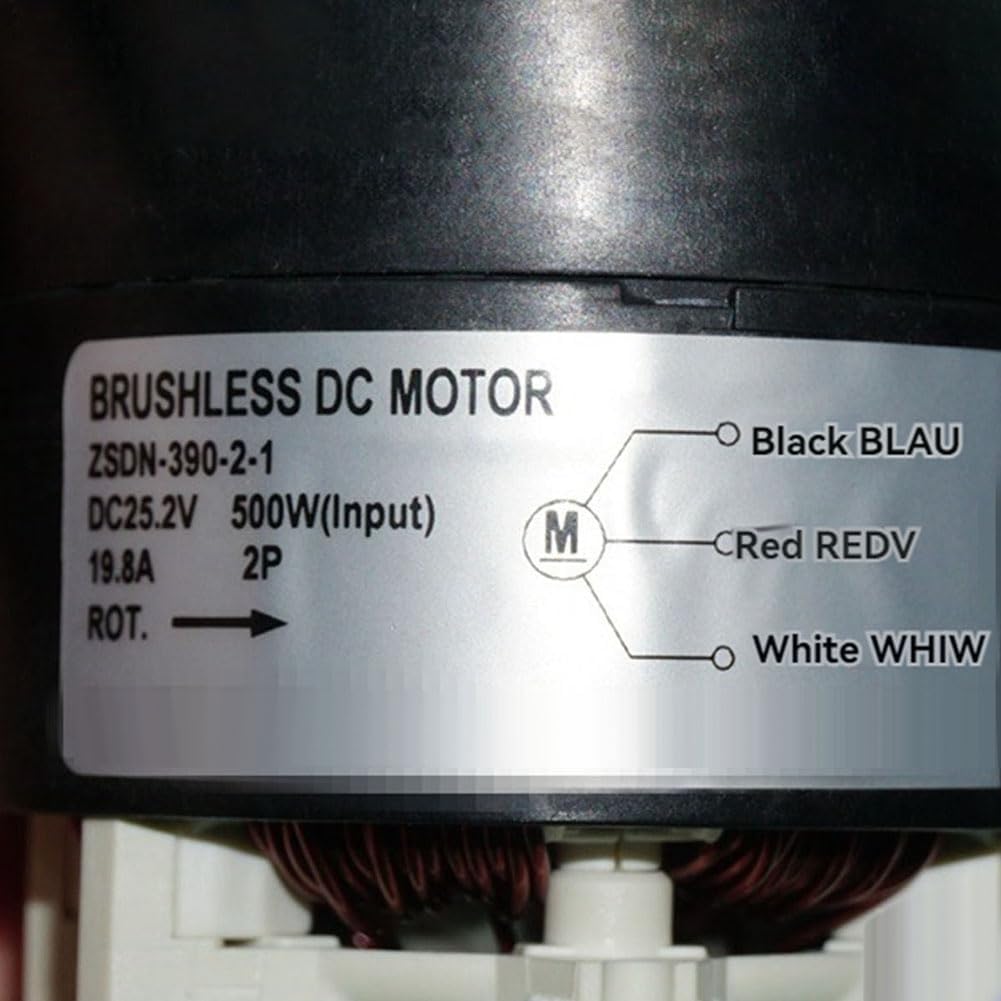 BRUSHLESS DC MOTOR
ZSDN-390-2-1
DC25.2V 500W(Input)
19.8A 2P
ROT.
M
Black BLAU
Red REDV
White WHIW